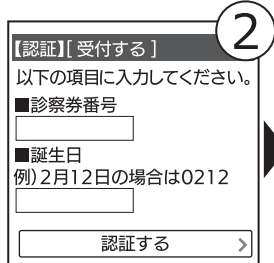 ②
【認証】[ 受付する ]
以下の項目に入力してください。
■診察券番号
■誕生日
例)2月12日の場合は0212
認証する >